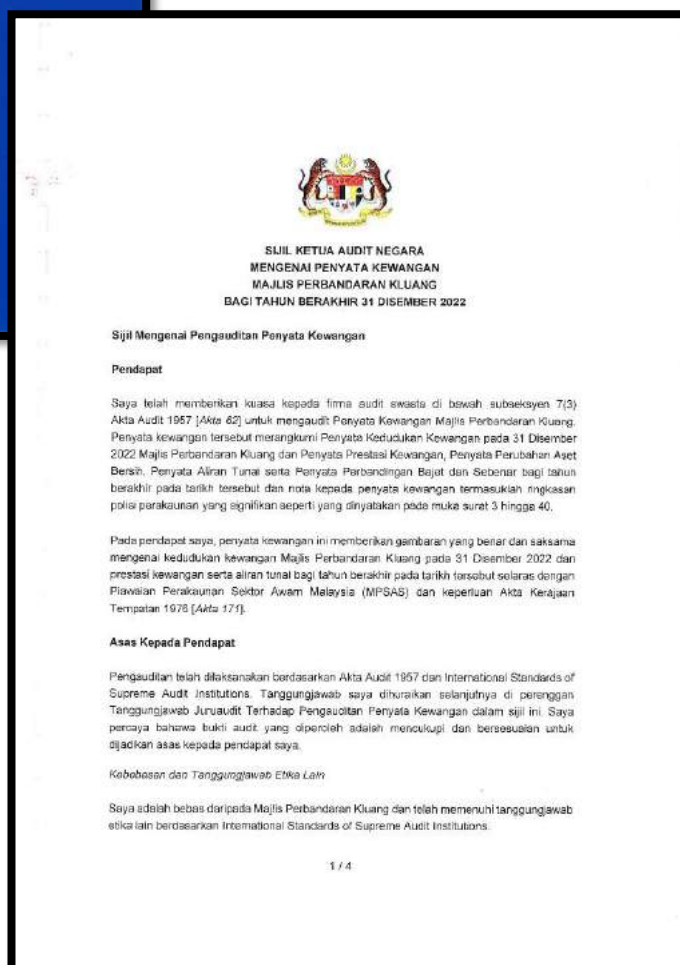 SIJIL KETUA AUDIT NEGARA
MENGENAI PENYATA KEWANGAN
MAJLIS PERBANDARAN KLUANG
BAGI TAHUN BERAKHIR 31 DISEMBER 2022
Sijil Mengenai Pengauditan Penyata Kewangan
Pendapat
Saya telah memberikan kuasa kepada firma audit swasta di bawah subseksyen 7(3)
Akta Audit 1957 [Akta 62] untuk mengaudit Penyata Kewangan Majlis Perbandaran Kluang.
Penyata kewangan tersebut merangkumi Penyata Kedudukan Kewangan pada 31 Disember
2022 Majlis Perbandaran Kluang dan Penyata Prestasi Kewangan, Penyata Perubahan Aset
Bersih, Penyata Aliran Tunai serta Penyata Perbandingan Bajet dan Sebenar bagi tahun
berakhir pada tarikh tersebut dan nota kepada penyata kewangan termasuklah ringkasan
polisi perakaunan yang signifikan seperti yang dinyatakan pada muka surat 3 hingga 40.
Pada pendapat saya, penyata kewangan ini memberikan gambaran yang benar dan saksama
mengenai kedudukan kewangan Majlis Perbandaran Kluang pada 31 Disember 2022 dan
prestasi kewangan serta aliran tunai bagi tahun berakhir pada tarikh tersebut selaras dengan
Piawaian Perakaunan Sektor Awam Malaysia (MPSAS) dan keperluan Akta Kerajaan
Tempatan 1976 [Akta 171].
Asas Kepada Pendapat
Pengauditan telah dilaksanakan berdasarkan Akta Audit 1957 dan International Standards of
Supreme Audit Institutions. Tanggungjawab saya dihuraikan selanjutnya di perenggan
Tanggungjawab Juruaudit Terhadap Pengauditan Penyata Kewangan dalam sijil ini. Saya
percaya bahawa bukti audit yang diperoleh adalah mencukupi dan bersesuaian untuk
dijadikan asas kepada pendapat saya.
Kebebasan dan Tanggungjawab Etika Lain
Saya adalah bebas daripada Majlis Perbandaran Kluang dan telah memenuhi tanggungjawab
etika lain berdasarkan International Standards of Supreme Audit Institutions.
1 / 4